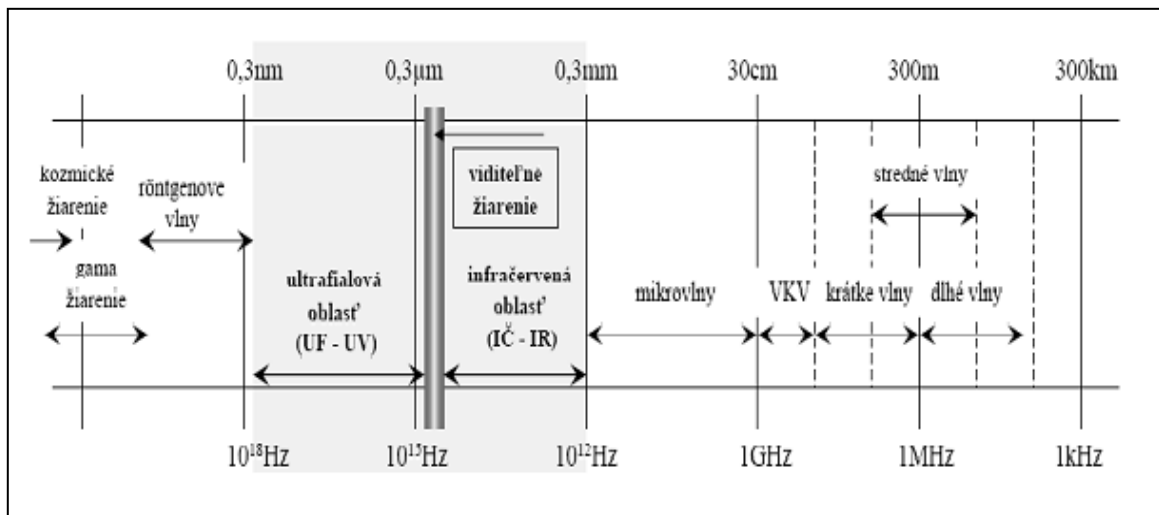 0,3nm 0,3µm 0,3mm 30cm 300m 300km
kozmické
žiarenie
röntgenove
vlny
viditeľné
žiarenie
stredné vlny
gama
žiarenie
ultrafialová
oblasť
(UF - UV)
infračervená
oblasť
(IČ - IR)
mikrovlny
VKV
krátke vlny
dlhé vlny
10¹⁸Hz 10¹⁵Hz 10¹²Hz 1GHz 1MHz 1kHz